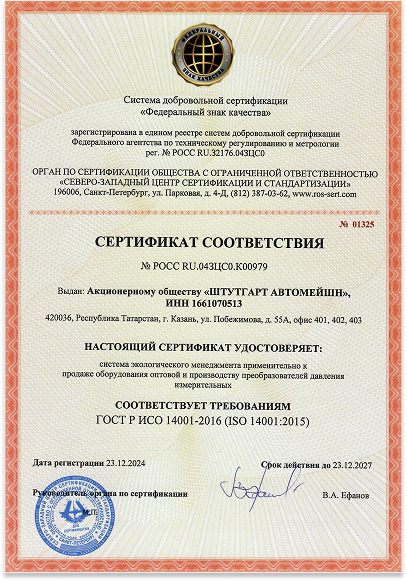 ФЕДЕРАЛЬНЫЙ
ЗНАК КАЧЕСТВА
Система добровольной сертификации
«Федеральный знак качества»
зарегистрирована в едином реестре систем добровольной сертификации
Федерального агентства по техническому регулированию и метрологии
рег. № РОСС RU.32176.04ЗЦС0
ОРГАН ПО СЕРТИФИКАЦИИ ОБЩЕСТВА С ОГРАНИЧЕННОЙ ОТВЕТСТВЕННОСТЬЮ
«СЕВЕРО-ЗАПАДНЫЙ ЦЕНТР СЕРТИФИКАЦИИ И СТАНДАРТИЗАЦИИ»
196006, Санкт-Петербург, ул. Парковая, д. 4-Д, (812) 387-03-62, www.ros-sert.com
№ 01325
СЕРТИФИКАТ СООТВЕТСТВИЯ
№ РОСС RU.04ЗЦС0.К00979
Выдан: Акционерному обществу «ШТУТГАРТ АВТОМЕЙШН»,
ИНН 1661070513
420036, Республика Татарстан, г. Казань, ул. Побежимова, д. 55А, офис 401, 402, 403
НАСТОЯЩИЙ СЕРТИФИКАТ УДОСТОВЕРЯЕТ:
система экологического менеджмента применительно к
продаже оборудования оптовой и производству преобразователей давления
измерительных
СООТВЕТСТВУЕТ ТРЕБОВАНИЯМ
ГОСТ Р ИСО 14001-2016 (ISO 14001:2015)
Дата регистрации 23.12.2024
Срок действия до 23.12.2027
Руководитель органа по сертификации
В.А. Ефанов
М.П.